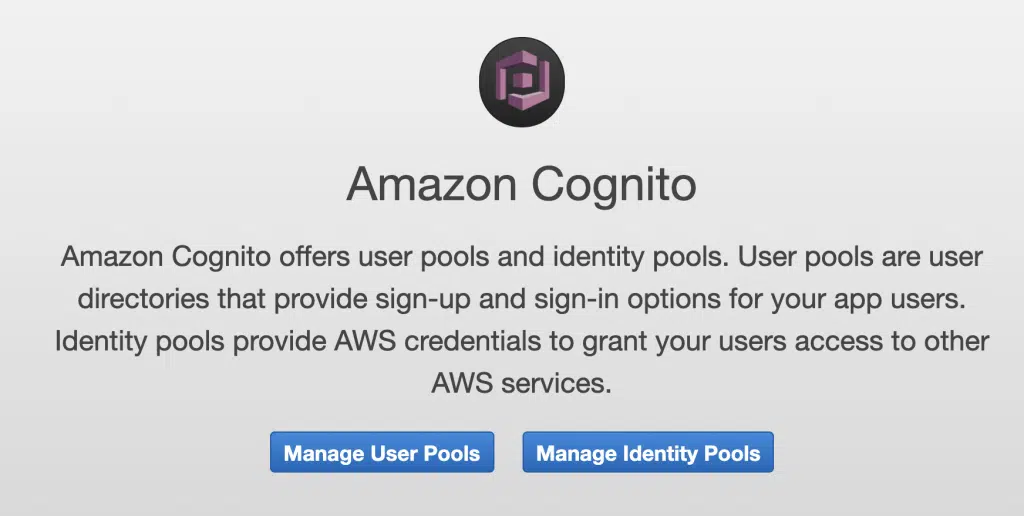 Amazon Cognito
Amazon Cognito offers user pools and identity pools. User pools are user
directories that provide sign-up and sign-in options for your app users.
Identity pools provide AWS credentials to grant your users access to other
AWS services.
Manage User Pools
Manage Identity Pools